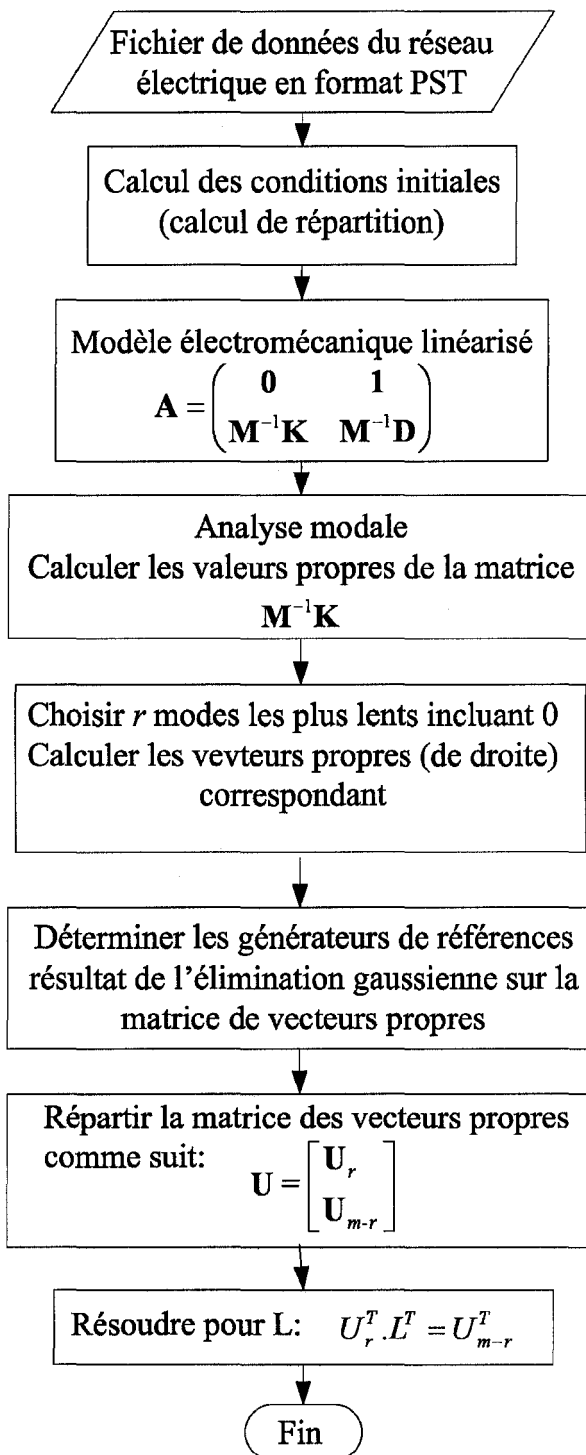 Fichier de données du réseau
électrique en format PST
Calcul des conditions initiales
(calcul de répartition)
Modèle électromécanique linéarisé
A = ( 0 1
M⁻¹K M⁻¹D )
Analyse modale
Calculer les valeurs propres de la matrice
M⁻¹K
Choisir r modes les plus lents incluant 0
Calculer les vevteurs propres (de droite)
correspondant
Déterminer les générateurs de références
résultat de l'élimination gaussienne sur la
matrice de vecteurs propres
Répartir la matrice des vecteurs propres
comme suit:
U = [ U_r
U_{m-r} ]
Résoudre pour L: U_r^T.L^T = U_{m-r}^T
Fin